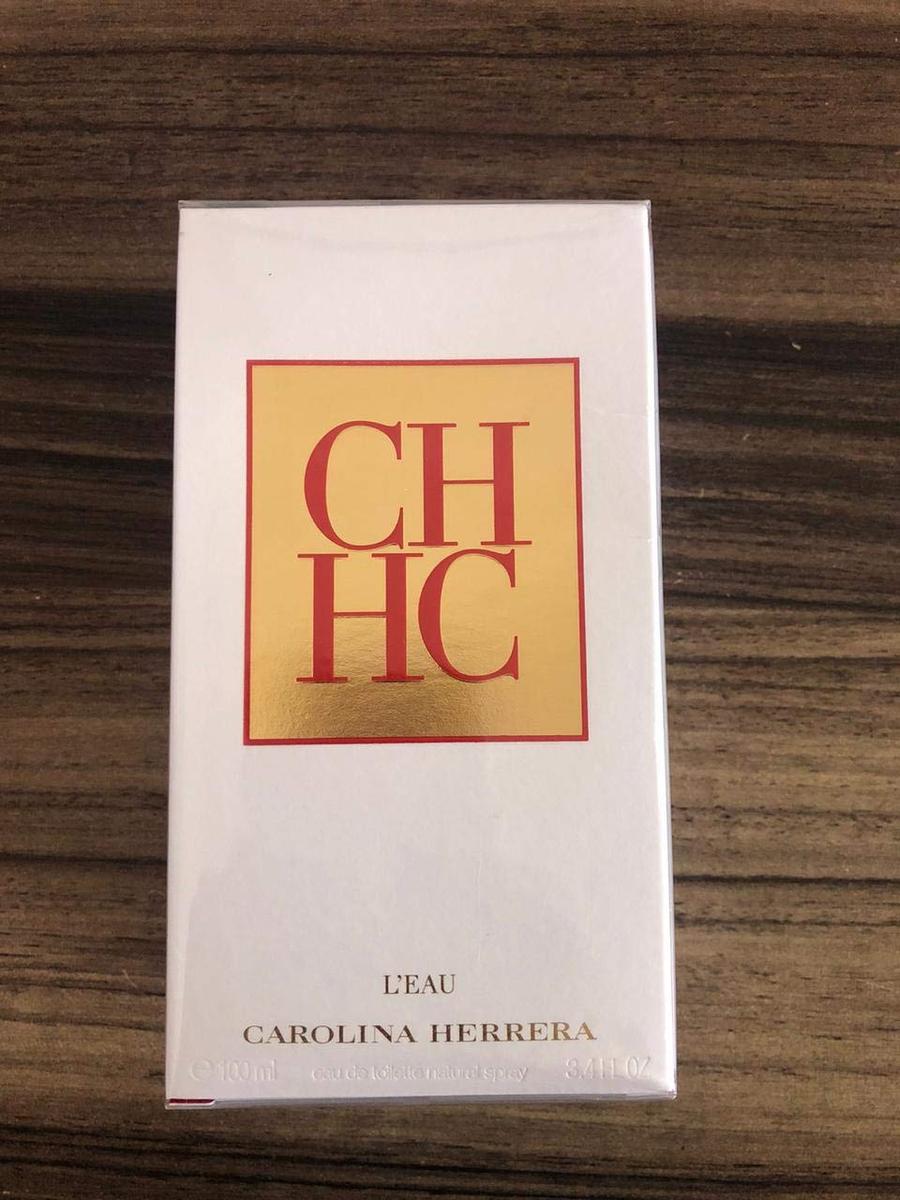 CH
HC
L'EAU
CAROLINA HERRERA
e 100 ml eau de toilette natural spray 3.4 fl. oz